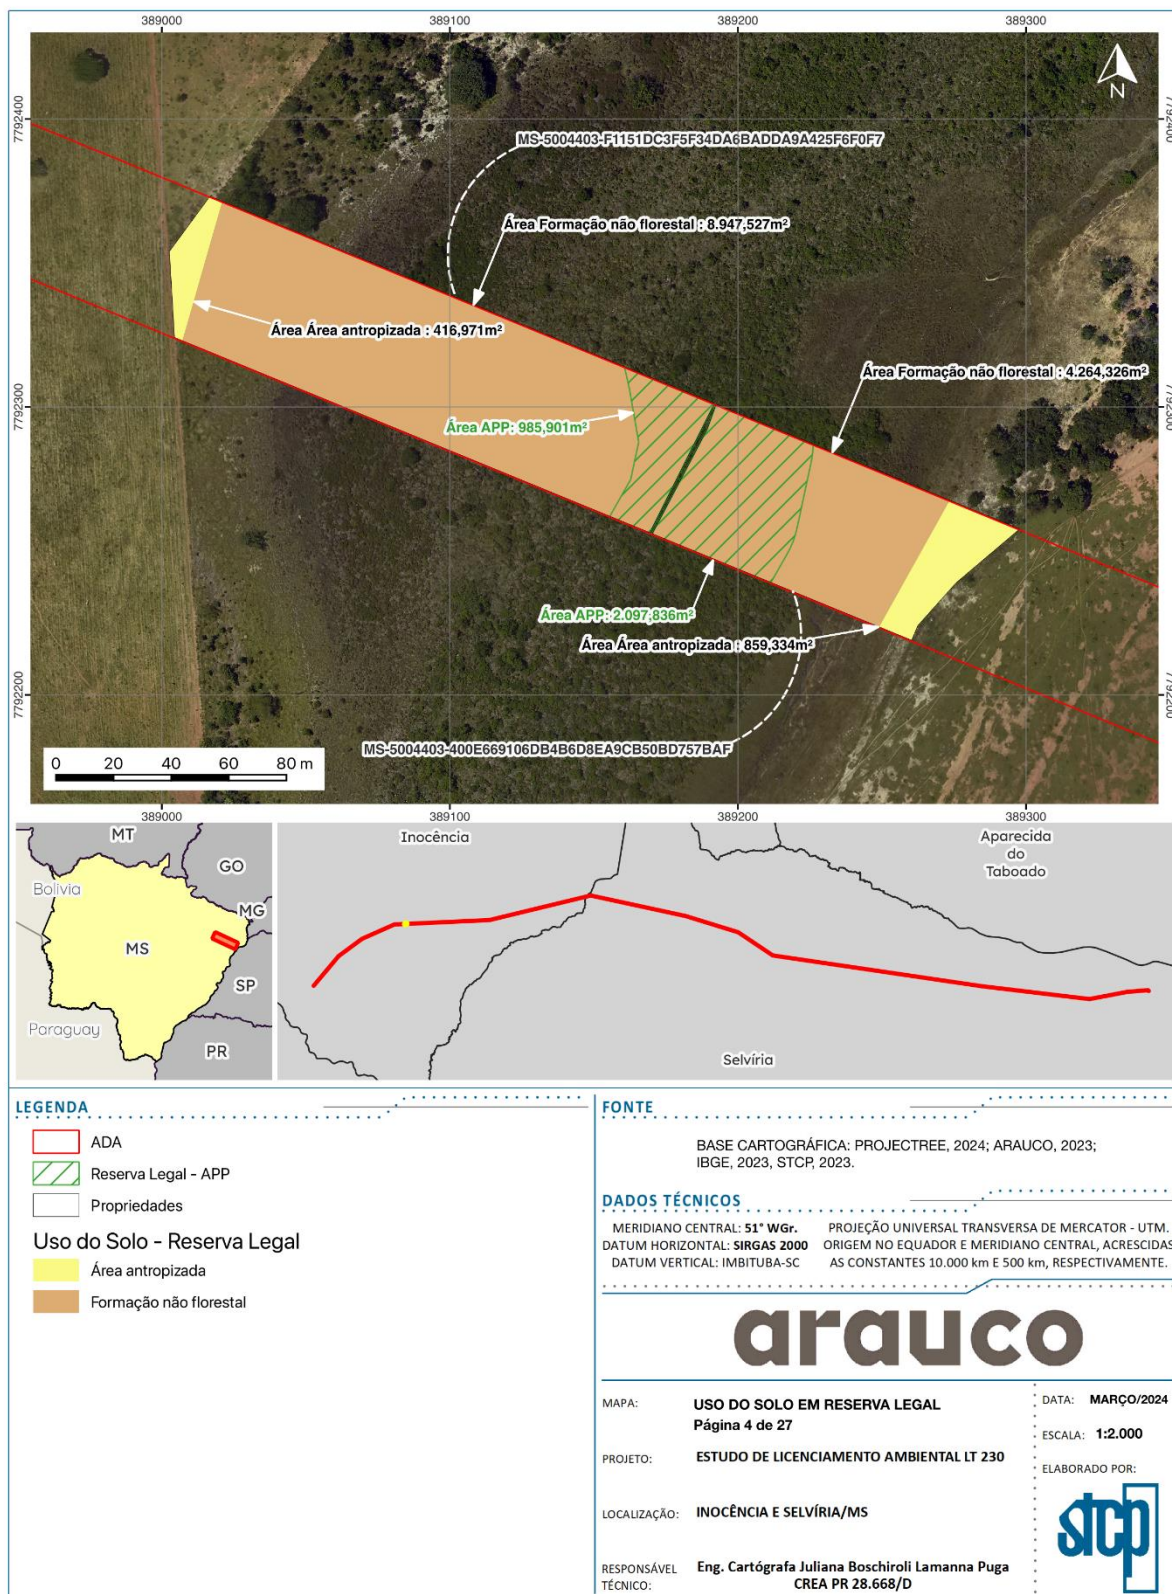 389000
389100
389200
389300
7792400
7792400
MS-5004403-F1151DC3F5F34DA6BADDA9A425F6F0F7
N
Área Formação não florestal : 8.947,527m²
Área Área antropizada : 416,971m²
Área Formação não florestal : 4.264,326m²
7792300
7792300
Área APP: 985,901m²
Área APP: 2.097,836m²
Área Área antropizada : 859,334m²
7792200
7792200
MS-5004403-400E669106DB4B6D8EA9CB50BD757BAF
0 20 40 60 80 m
389000
389100
389200
389300
MT
GO
Bolivia
MG
MS
SP
Paraguay
PR
Inocência
Aparecida
do
Taboado
Selvíria
LEGENDA
ADA
Reserva Legal - APP
Propriedades
Uso do Solo - Reserva Legal
Área antropizada
Formação não florestal
FONTE
BASE CARTOGRÁFICA: PROJECTREE, 2024; ARAUCO, 2023;
IBGE, 2023, STCP, 2023.
DADOS TÉCNICOS
MERIDIANO CENTRAL: 51° WGr.
DATUM HORIZONTAL: SIRGAS 2000
DATUM VERTICAL: IMBITUBA-SC
PROJEÇÃO UNIVERSAL TRANSVERSA DE MERCATOR - UTM.
ORIGEM NO EQUADOR E MERIDIANO CENTRAL, ACRESCIDAS
AS CONSTANTES 10.000 km E 500 km, RESPECTIVAMENTE.
arauco
MAPA: USO DO SOLO EM RESERVA LEGAL
Página 4 de 27
PROJETO: ESTUDO DE LICENCIAMENTO AMBIENTAL LT 230
LOCALIZAÇÃO: INOCÊNCIA E SELVÍRIA/MS
RESPONSÁVEL TÉCNICO: Eng. Cartógrafa Juliana Boschiroli Lamanna Puga
CREA PR 28.668/D
DATA: MARÇO/2024
ESCALA: 1:2.000
ELABORADO POR:
stcp